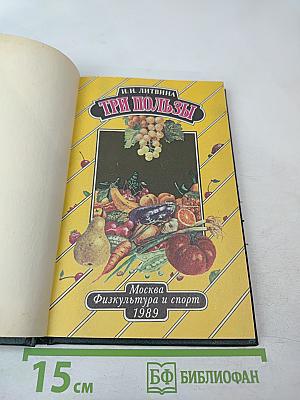 И. И. ЛИТВИНА
ТРИ ПОЛЬЗЫ
Москва
Физкультура и спорт
1989
15 см
БФ БИБЛИОФАН